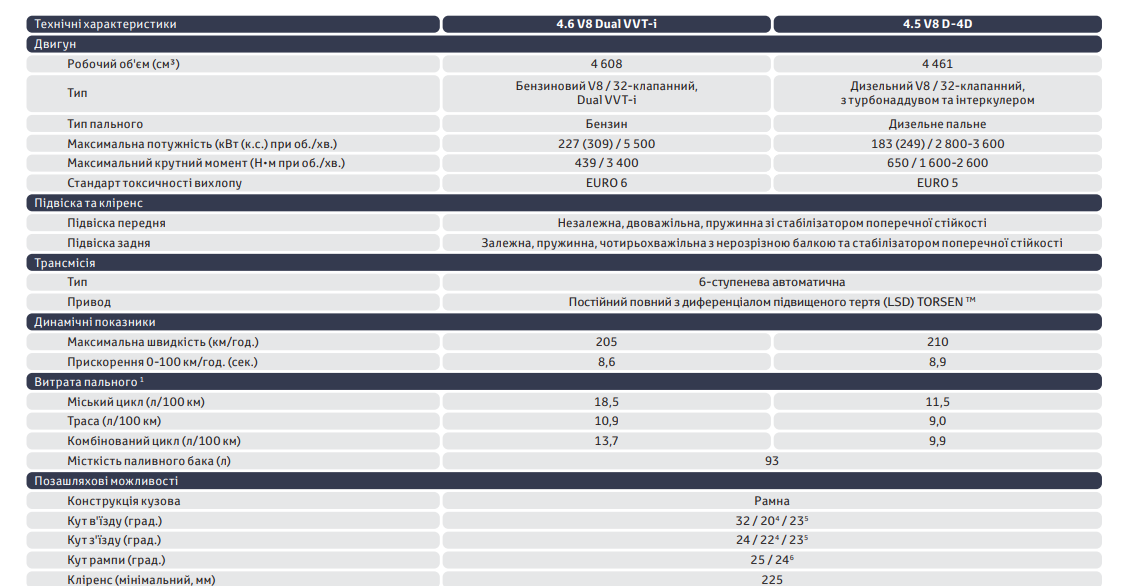 Технічні характеристики 4.6 V8 Dual VVT-i 4.5 V8 D-4D
Двигун
Робочий об'єм (см³) 4 608 4 461
Тип Бензиновий V8 / 32-клапанний, Дизельний V8 / 32-клапанний,
Dual VVT-i з турбонаддувом та інтеркулером
Тип пального Бензин Дизельне пальне
Максимальна потужність (кВт (к.с.) при об./хв.) 227 (309) / 5 500 183 (249) / 2 800-3 600
Максимальний крутний момент (Н•м при об./хв.) 439 / 3 400 650 / 1 600-2 600
Стандарт токсичності вихлопу EURO 6 EURO 5
Підвіска та кліренс
Підвіска передня Незалежна, двоважільна, пружинна зі стабілізатором поперечної стійкості
Підвіска задня Залежна, пружинна, чотирьохважільна з нерозрізною балкою та стабілізатором поперечної стійкості
Трансмісія
Тип 6-ступенева автоматична
Привод Постійний повний з диференціалом підвищеного тертя (LSD) TORSEN ™
Динамічні показники
Максимальна швидкість (км/год.) 205 210
Прискорення 0-100 км/год. (сек.) 8,6 8,9
Витрата пального ¹
Міський цикл (л/100 км) 18,5 11,5
Траса (л/100 км) 10,9 9,0
Комбінований цикл (л/100 км) 13,7 9,9
Місткість паливного бака (л) 93
Позашляхові можливості
Конструкція кузова Рамна
Кут в'їзду (град.) 32 / 20⁴ / 23⁵
Кут з'їзду (град.) 24 / 22⁴ / 23⁵
Кут рампи (град.) 25 / 24⁶
Кліренс (мінімальний, мм) 225